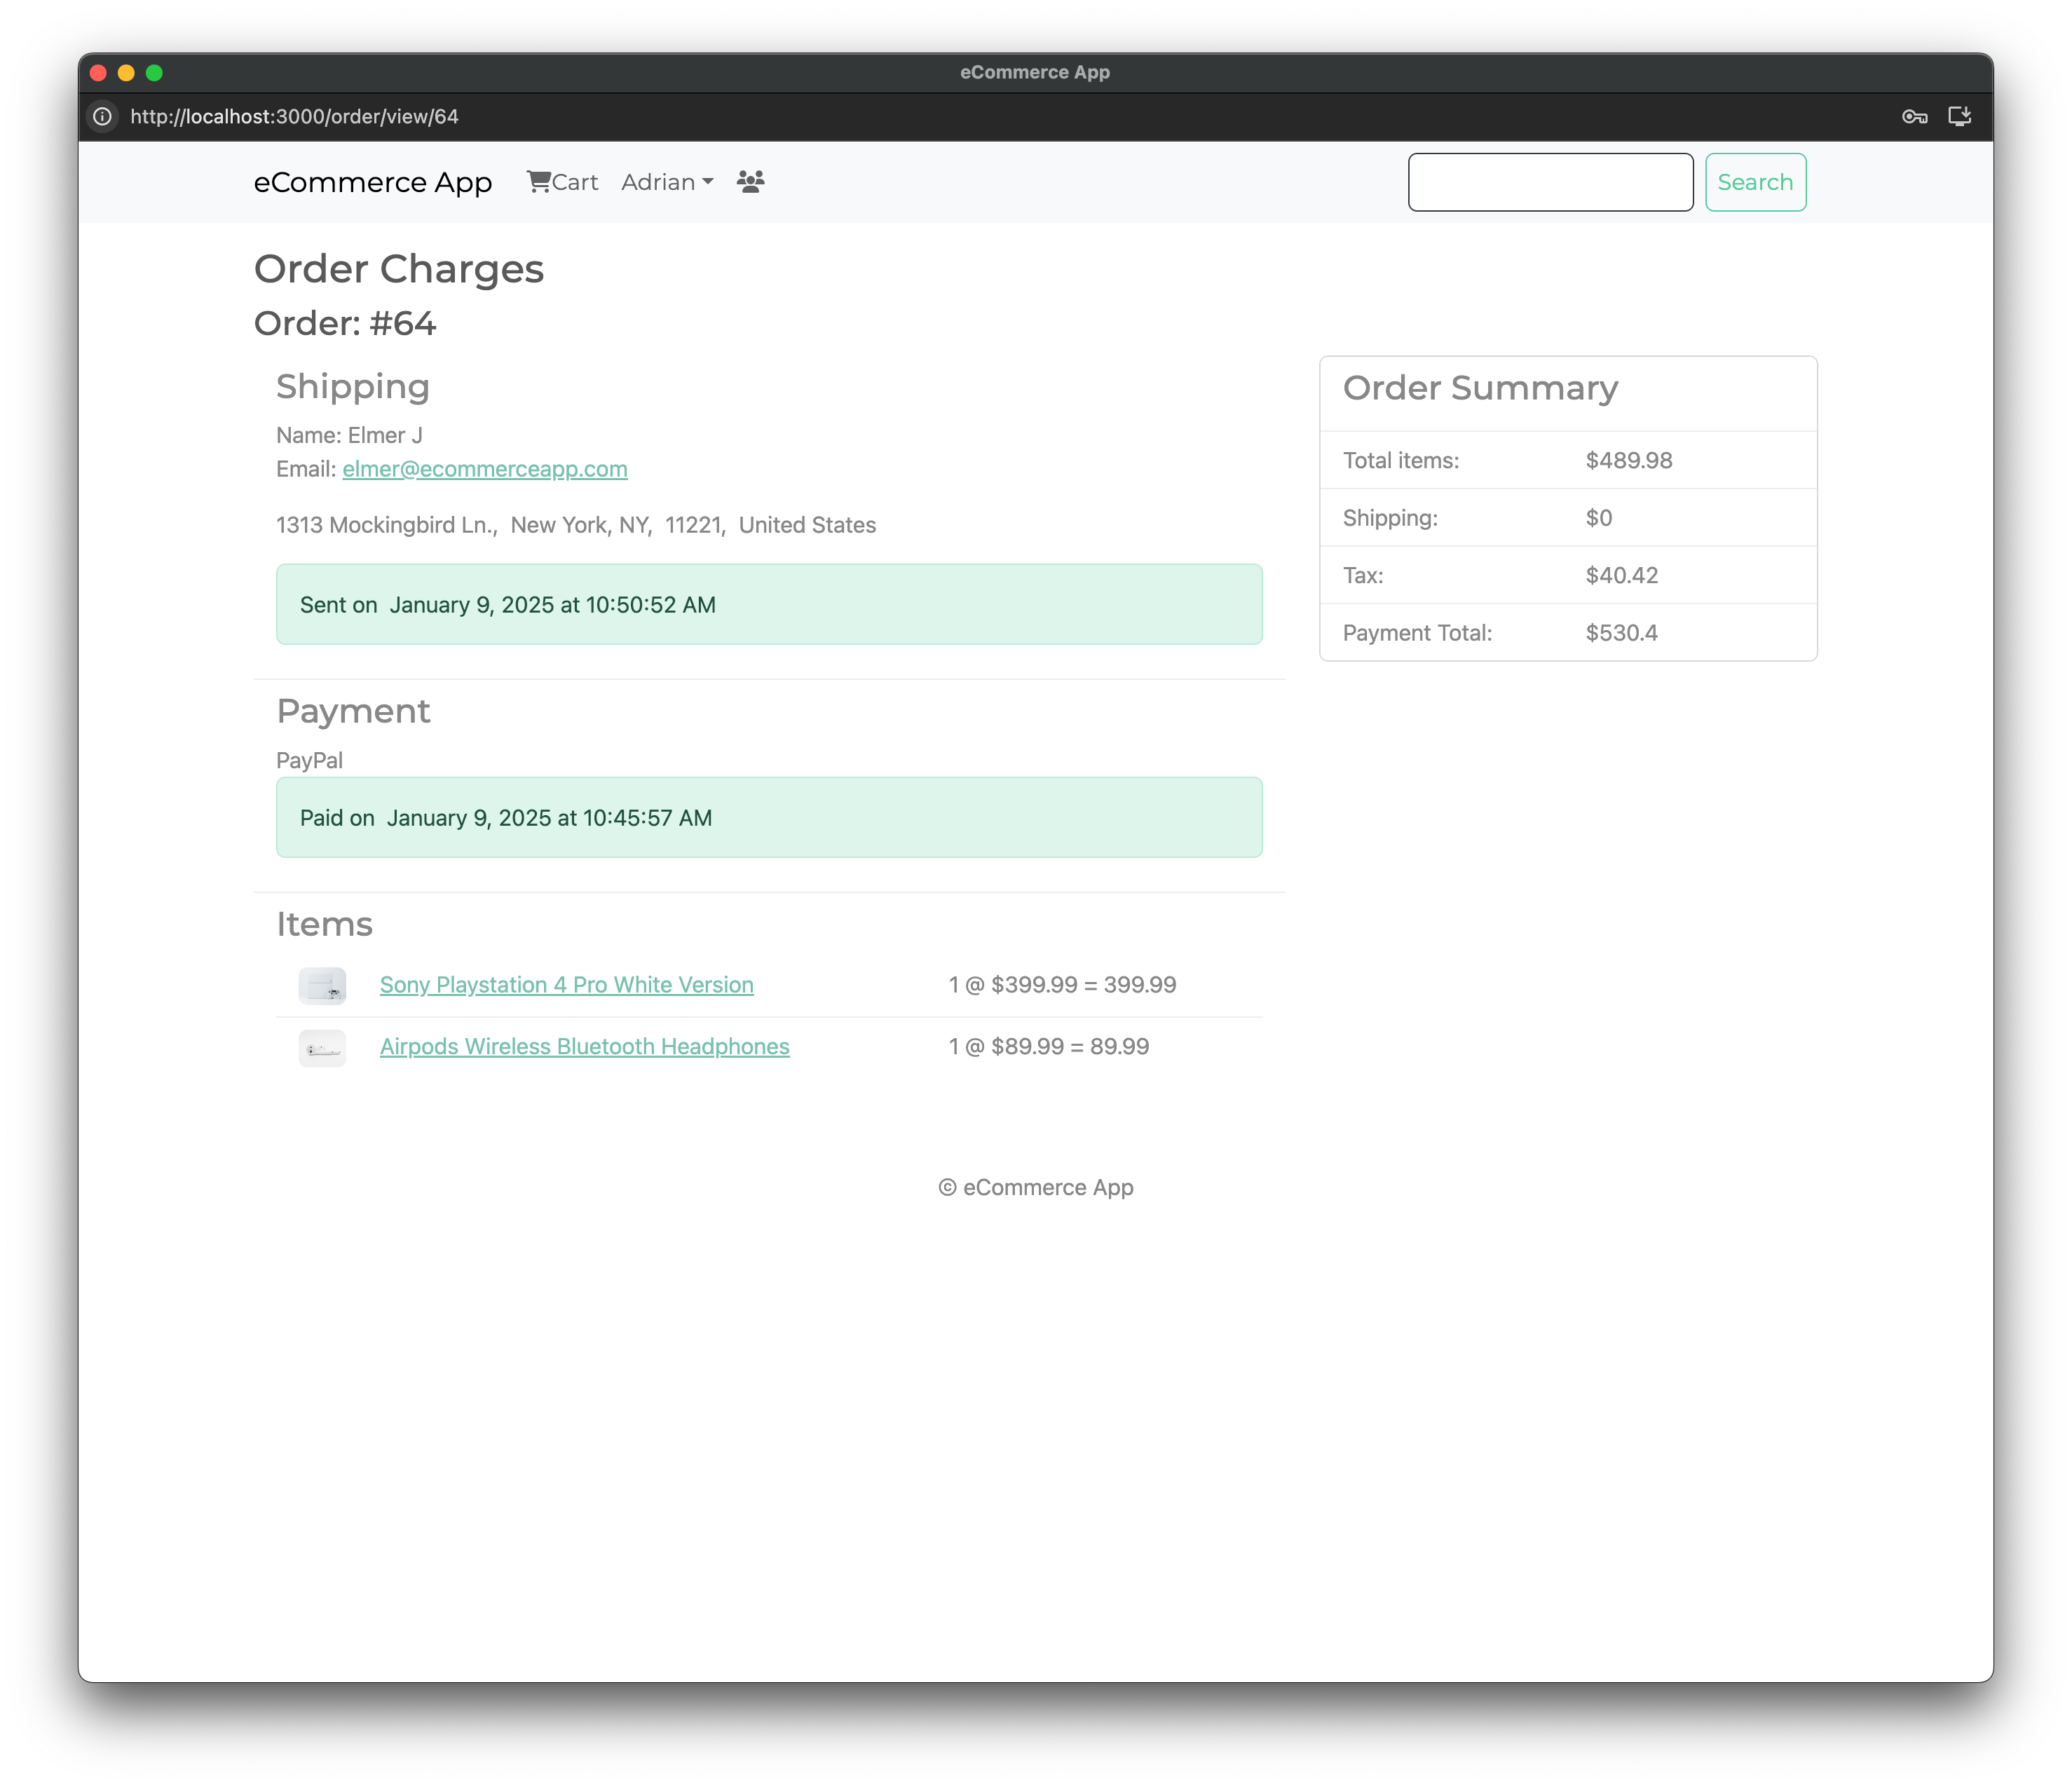 eCommerce App
http://localhost:3000/order/view/64
eCommerce App Cart Adrian Search
Order Charges
Order: #64
Shipping
Name: Elmer J
Email: elmer@ecommerceapp.com
1313 Mockingbird Ln., New York, NY, 11221, United States
Sent on January 9, 2025 at 10:50:52 AM
Payment
PayPal
Paid on January 9, 2025 at 10:45:57 AM
Items
Sony Playstation 4 Pro White Version 1 @ $399.99 = 399.99
Airpods Wireless Bluetooth Headphones 1 @ $89.99 = 89.99
Order Summary
Total items: $489.98
Shipping: $0
Tax: $40.42
Payment Total: $530.4
© eCommerce App